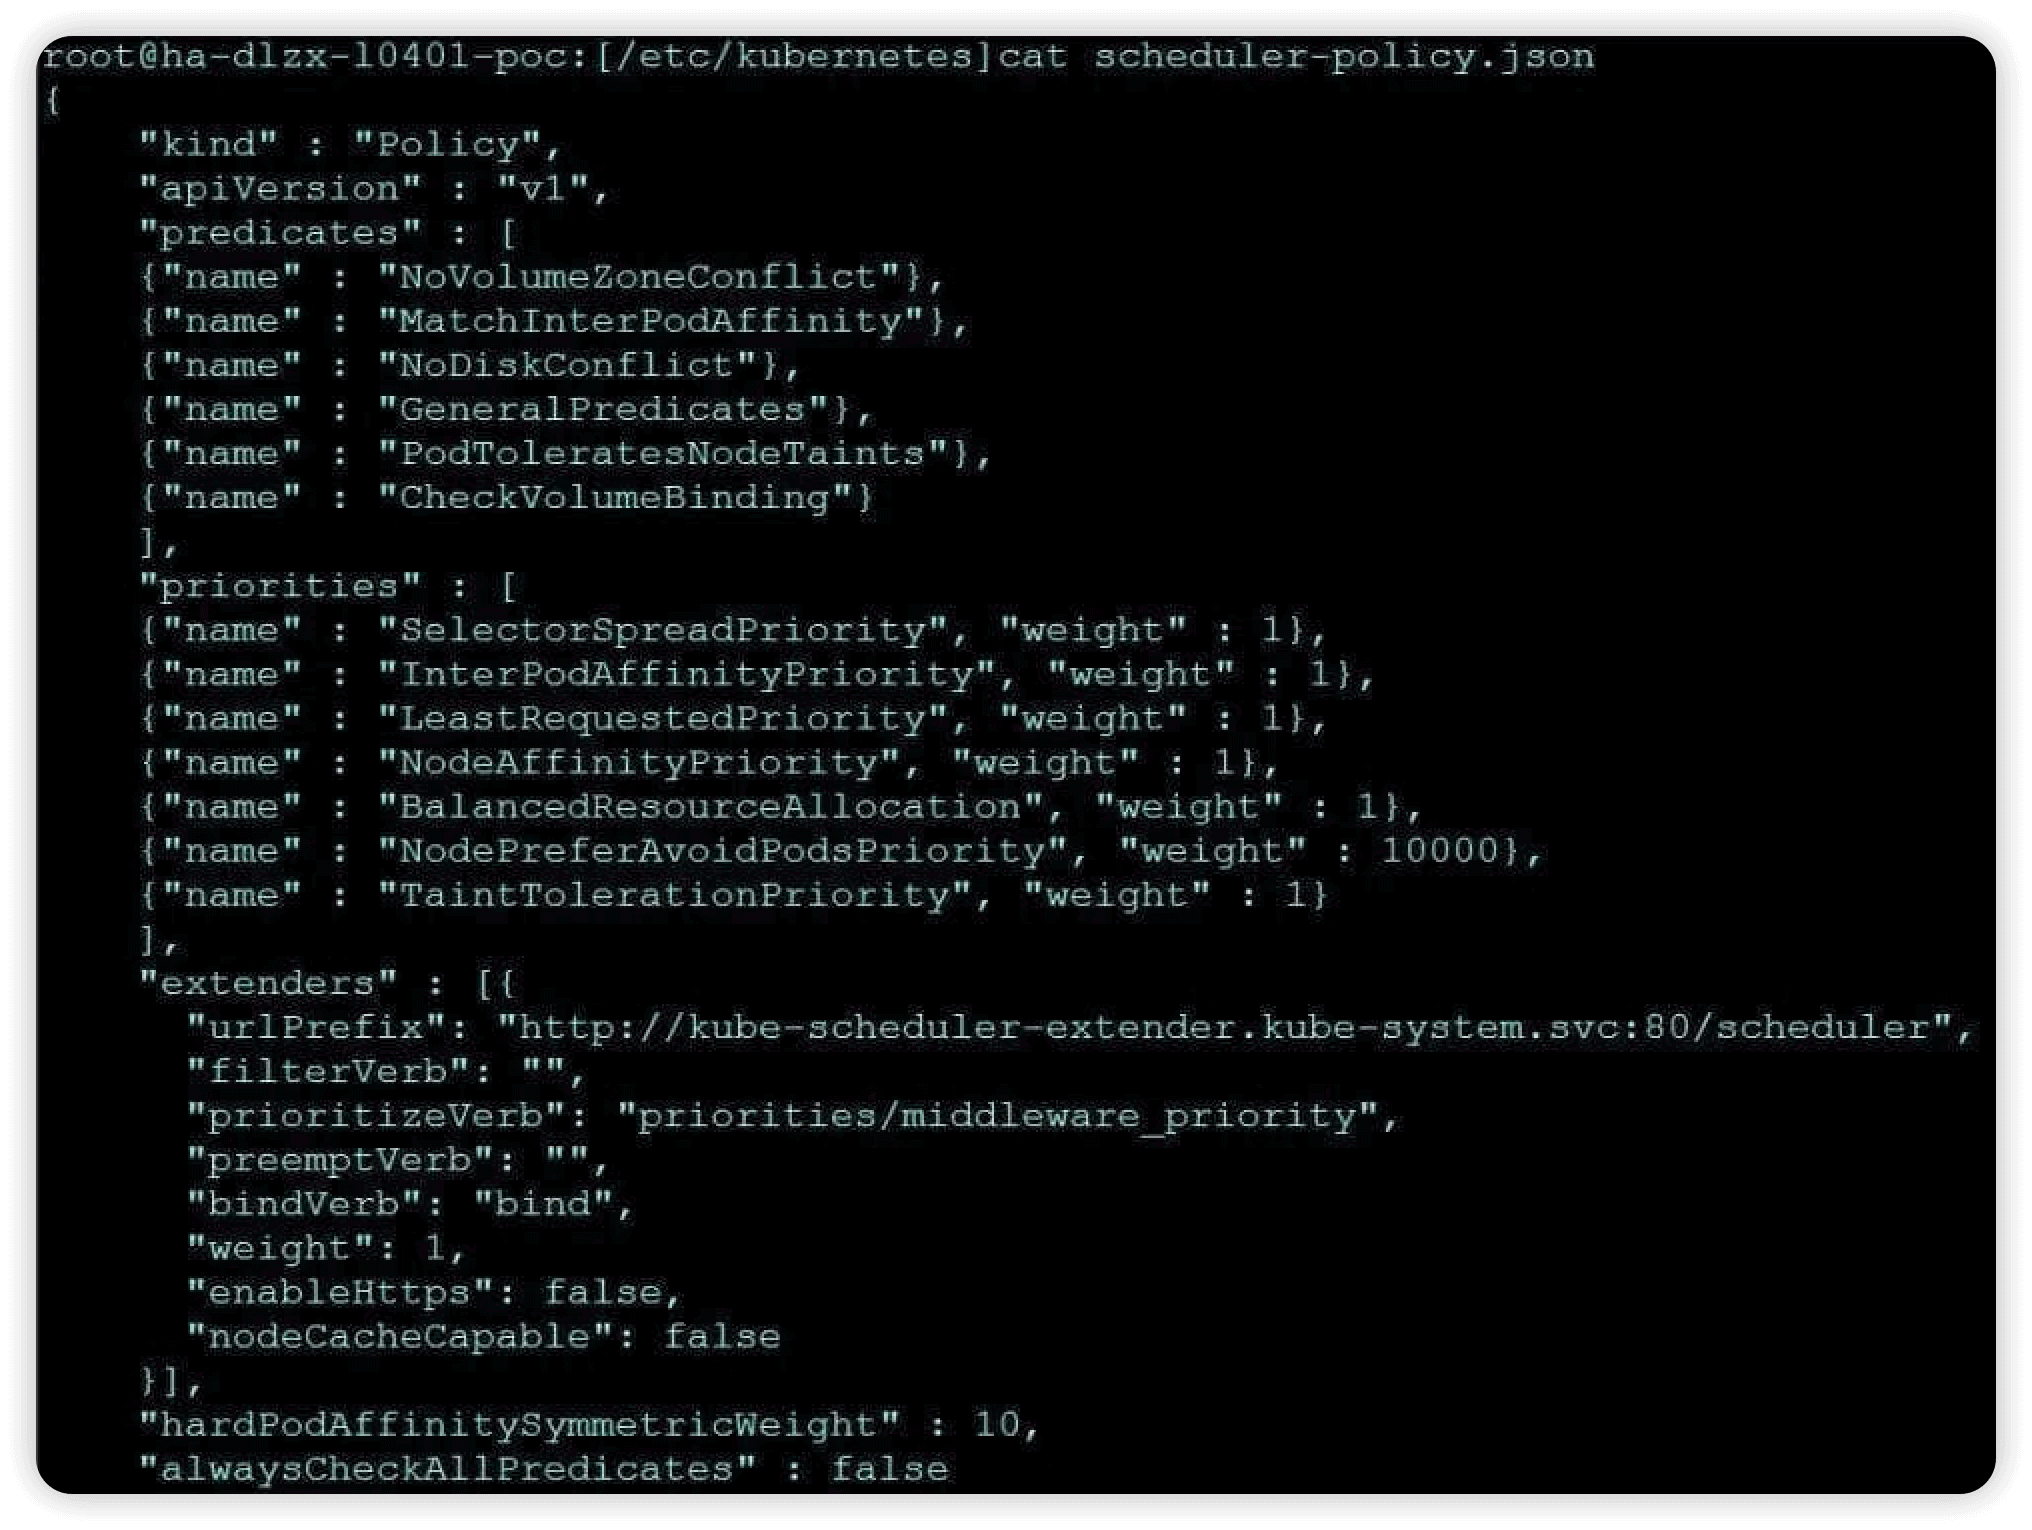 root@ha-dlzx-l0401-poc:[/etc/kubernetes]cat scheduler-policy.json
{
    "kind" : "Policy",
    "apiVersion" : "v1",
    "predicates" : [
    {"name" : "NoVolumeZoneConflict"},
    {"name" : "MatchInterPodAffinity"},
    {"name" : "NoDiskConflict"},
    {"name" : "GeneralPredicates"},
    {"name" : "PodToleratesNodeTaints"},
    {"name" : "CheckVolumeBinding"}
    ],
    "priorities" : [
    {"name" : "SelectorSpreadPriority", "weight" : 1},
    {"name" : "InterPodAffinityPriority", "weight" : 1},
    {"name" : "LeastRequestedPriority", "weight" : 1},
    {"name" : "NodeAffinityPriority", "weight" : 1},
    {"name" : "BalancedResourceAllocation", "weight" : 1},
    {"name" : "NodePreferAvoidPodsPriority", "weight" : 10000},
    {"name" : "TaintTolerationPriority", "weight" : 1}
    ],
    "extenders" : [{
      "urlPrefix": "http://kube-scheduler-extender.kube-system.svc:80/scheduler",
      "filterVerb": "",
      "prioritizeVerb": "priorities/middleware_priority",
      "preemptVerb": "",
      "bindVerb": "bind",
      "weight": 1,
      "enableHttps": false,
      "nodeCacheCapable": false
    }],
    "hardPodAffinitySymmetricWeight" : 10,
    "alwaysCheckAllPredicates" : false